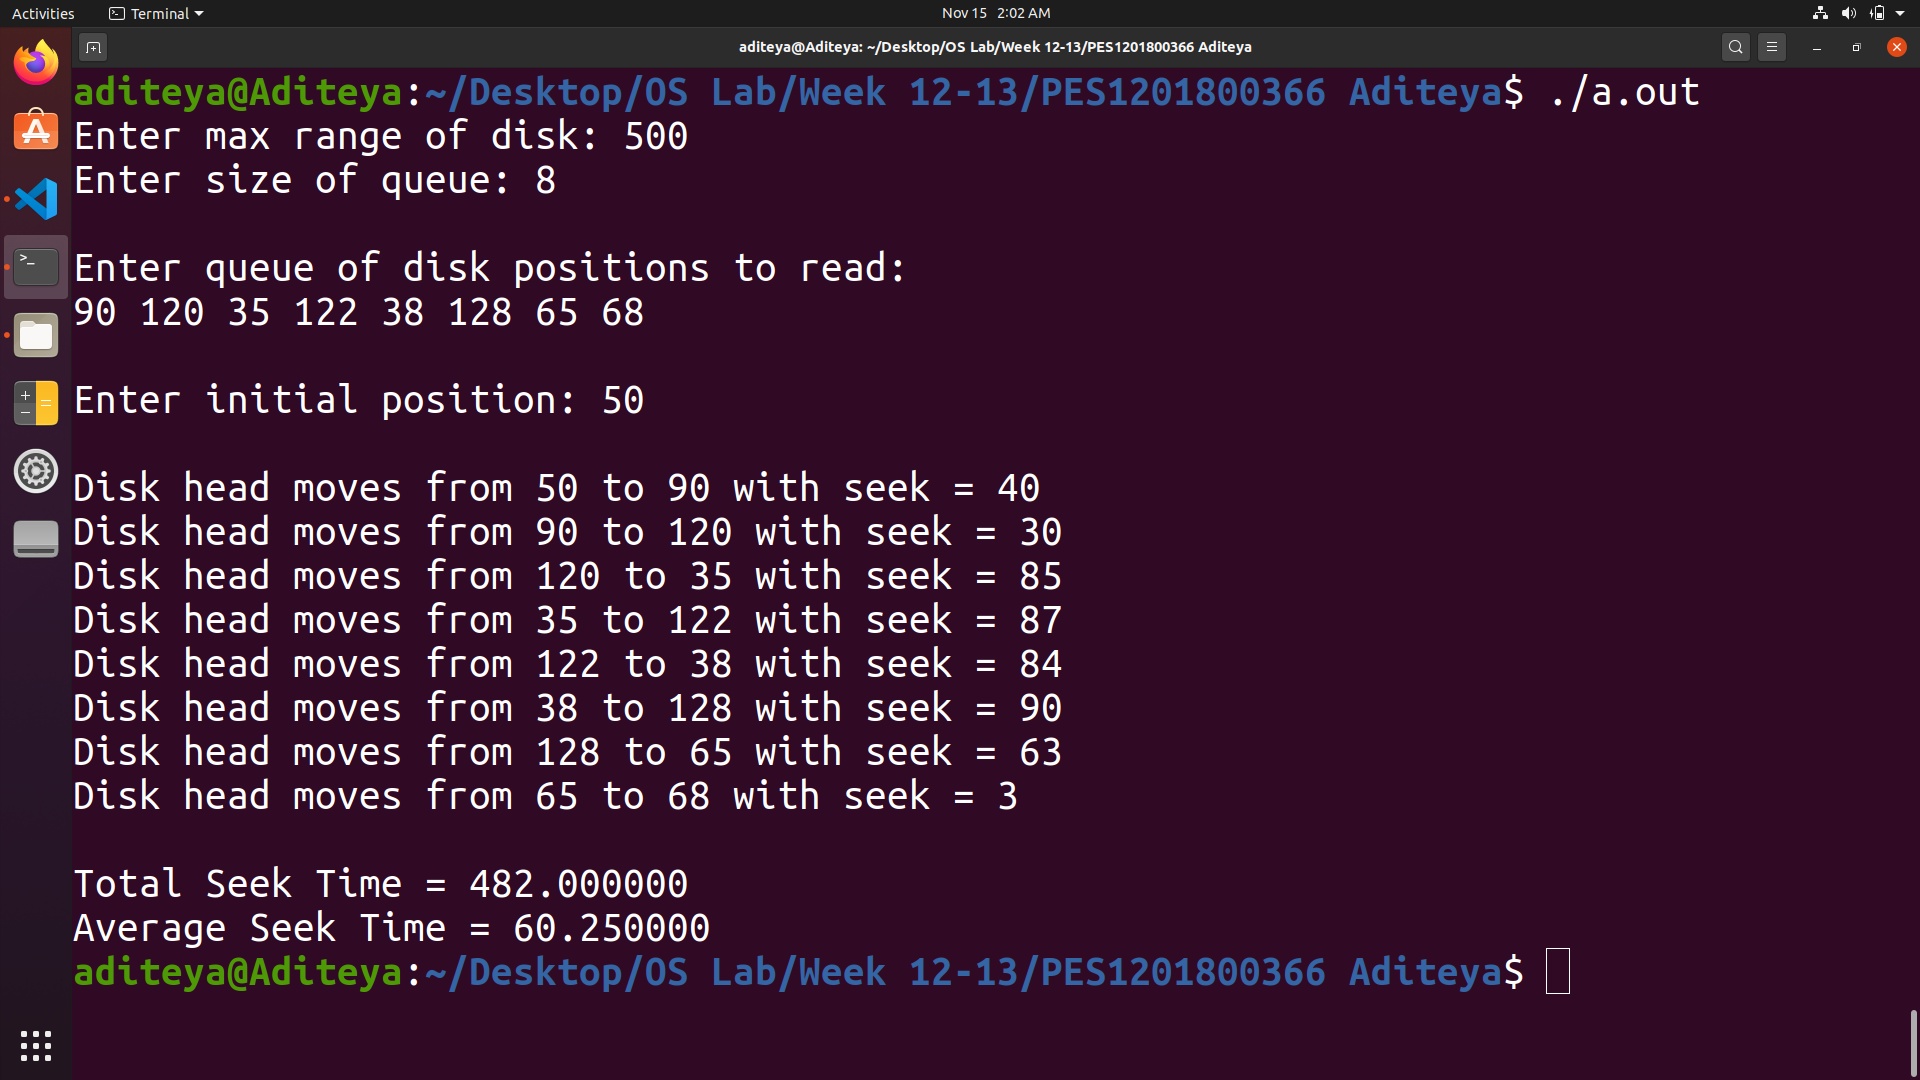 Activities
Terminal
Nov 15 2:02 AM
aditeya@Aditeya: ~/Desktop/OS Lab/Week 12-13/PES1201800366 Aditeya
aditeya@Aditeya:~/Desktop/OS Lab/Week 12-13/PES1201800366 Aditeya$ ./a.out
Enter max range of disk: 500
Enter size of queue: 8
Enter queue of disk positions to read:
90 120 35 122 38 128 65 68
Enter initial position: 50
Disk head moves from 50 to 90 with seek = 40
Disk head moves from 90 to 120 with seek = 30
Disk head moves from 120 to 35 with seek = 85
Disk head moves from 35 to 122 with seek = 87
Disk head moves from 122 to 38 with seek = 84
Disk head moves from 38 to 128 with seek = 90
Disk head moves from 128 to 65 with seek = 63
Disk head moves from 65 to 68 with seek = 3
Total Seek Time = 482.000000
Average Seek Time = 60.250000
aditeya@Aditeya:~/Desktop/OS Lab/Week 12-13/PES1201800366 Aditeya$